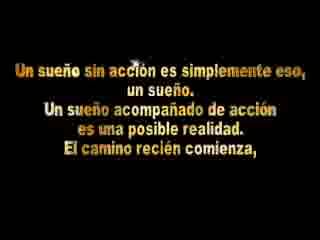 Un sueño sin acción es simplemente eso,
un sueño.
Un sueño acompañado de acción
es una posible realidad.
El camino recién comienza,